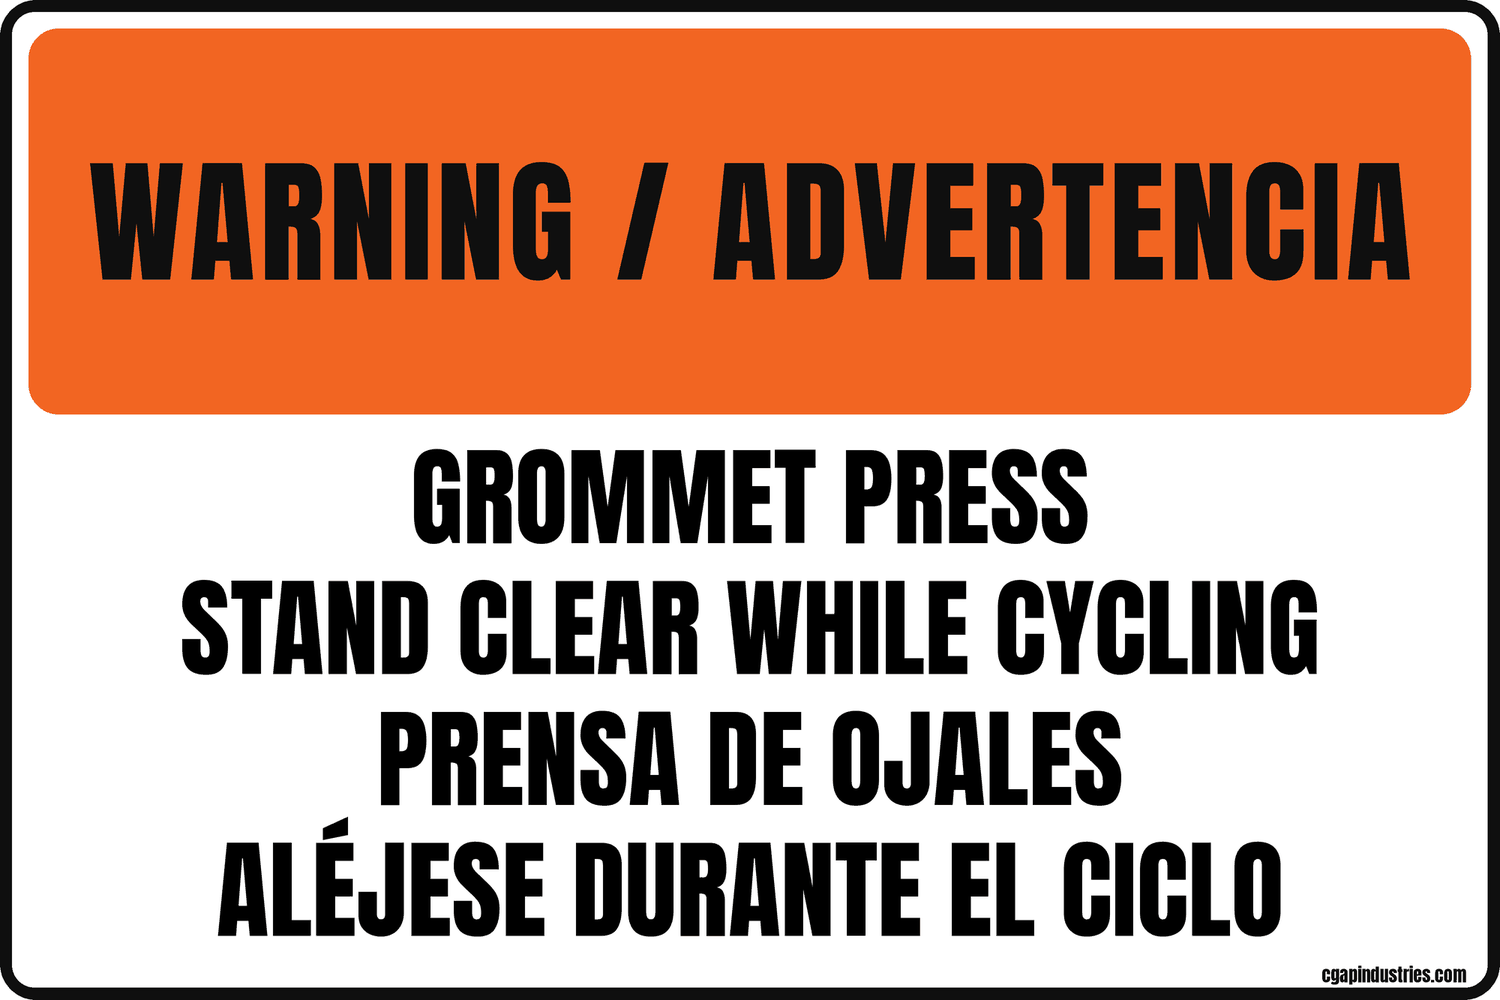 WARNING / ADVERTENCIA
GROMMET PRESS
STAND CLEAR WHILE CYCLING
PRENSA DE OJALES
ALÉJESE DURANTE EL CICLO
cgapindustries.com